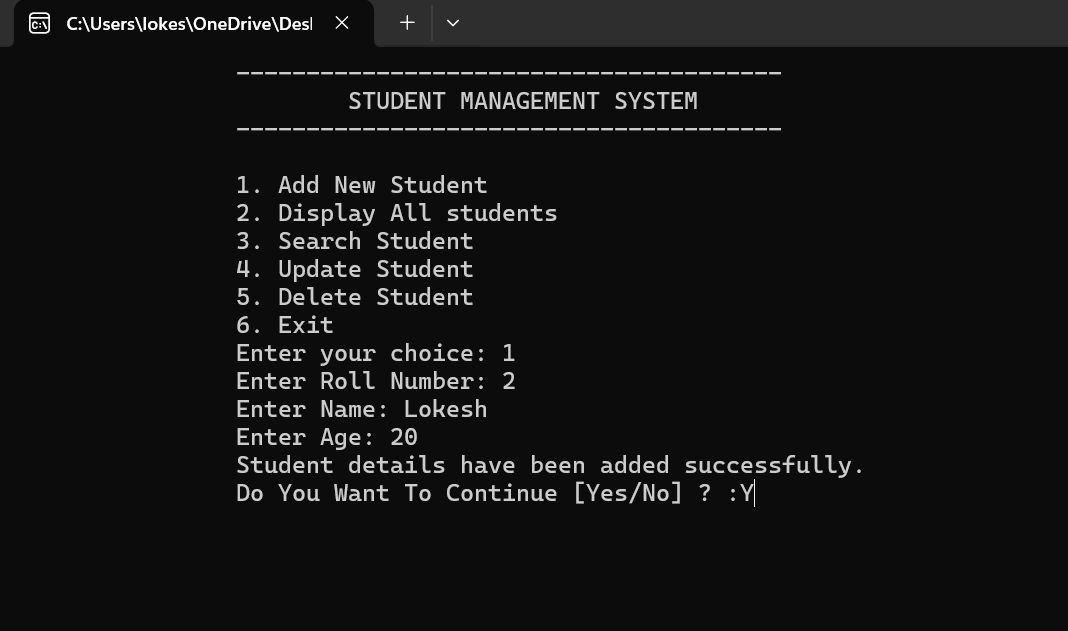 C:\Users\lokes\OneDrive\Desl
---------------------------------------
STUDENT MANAGEMENT SYSTEM
---------------------------------------
1. Add New Student
2. Display All students
3. Search Student
4. Update Student
5. Delete Student
6. Exit
Enter your choice: 1
Enter Roll Number: 2
Enter Name: Lokesh
Enter Age: 20
Student details have been added successfully.
Do You Want To Continue [Yes/No] ? :Y